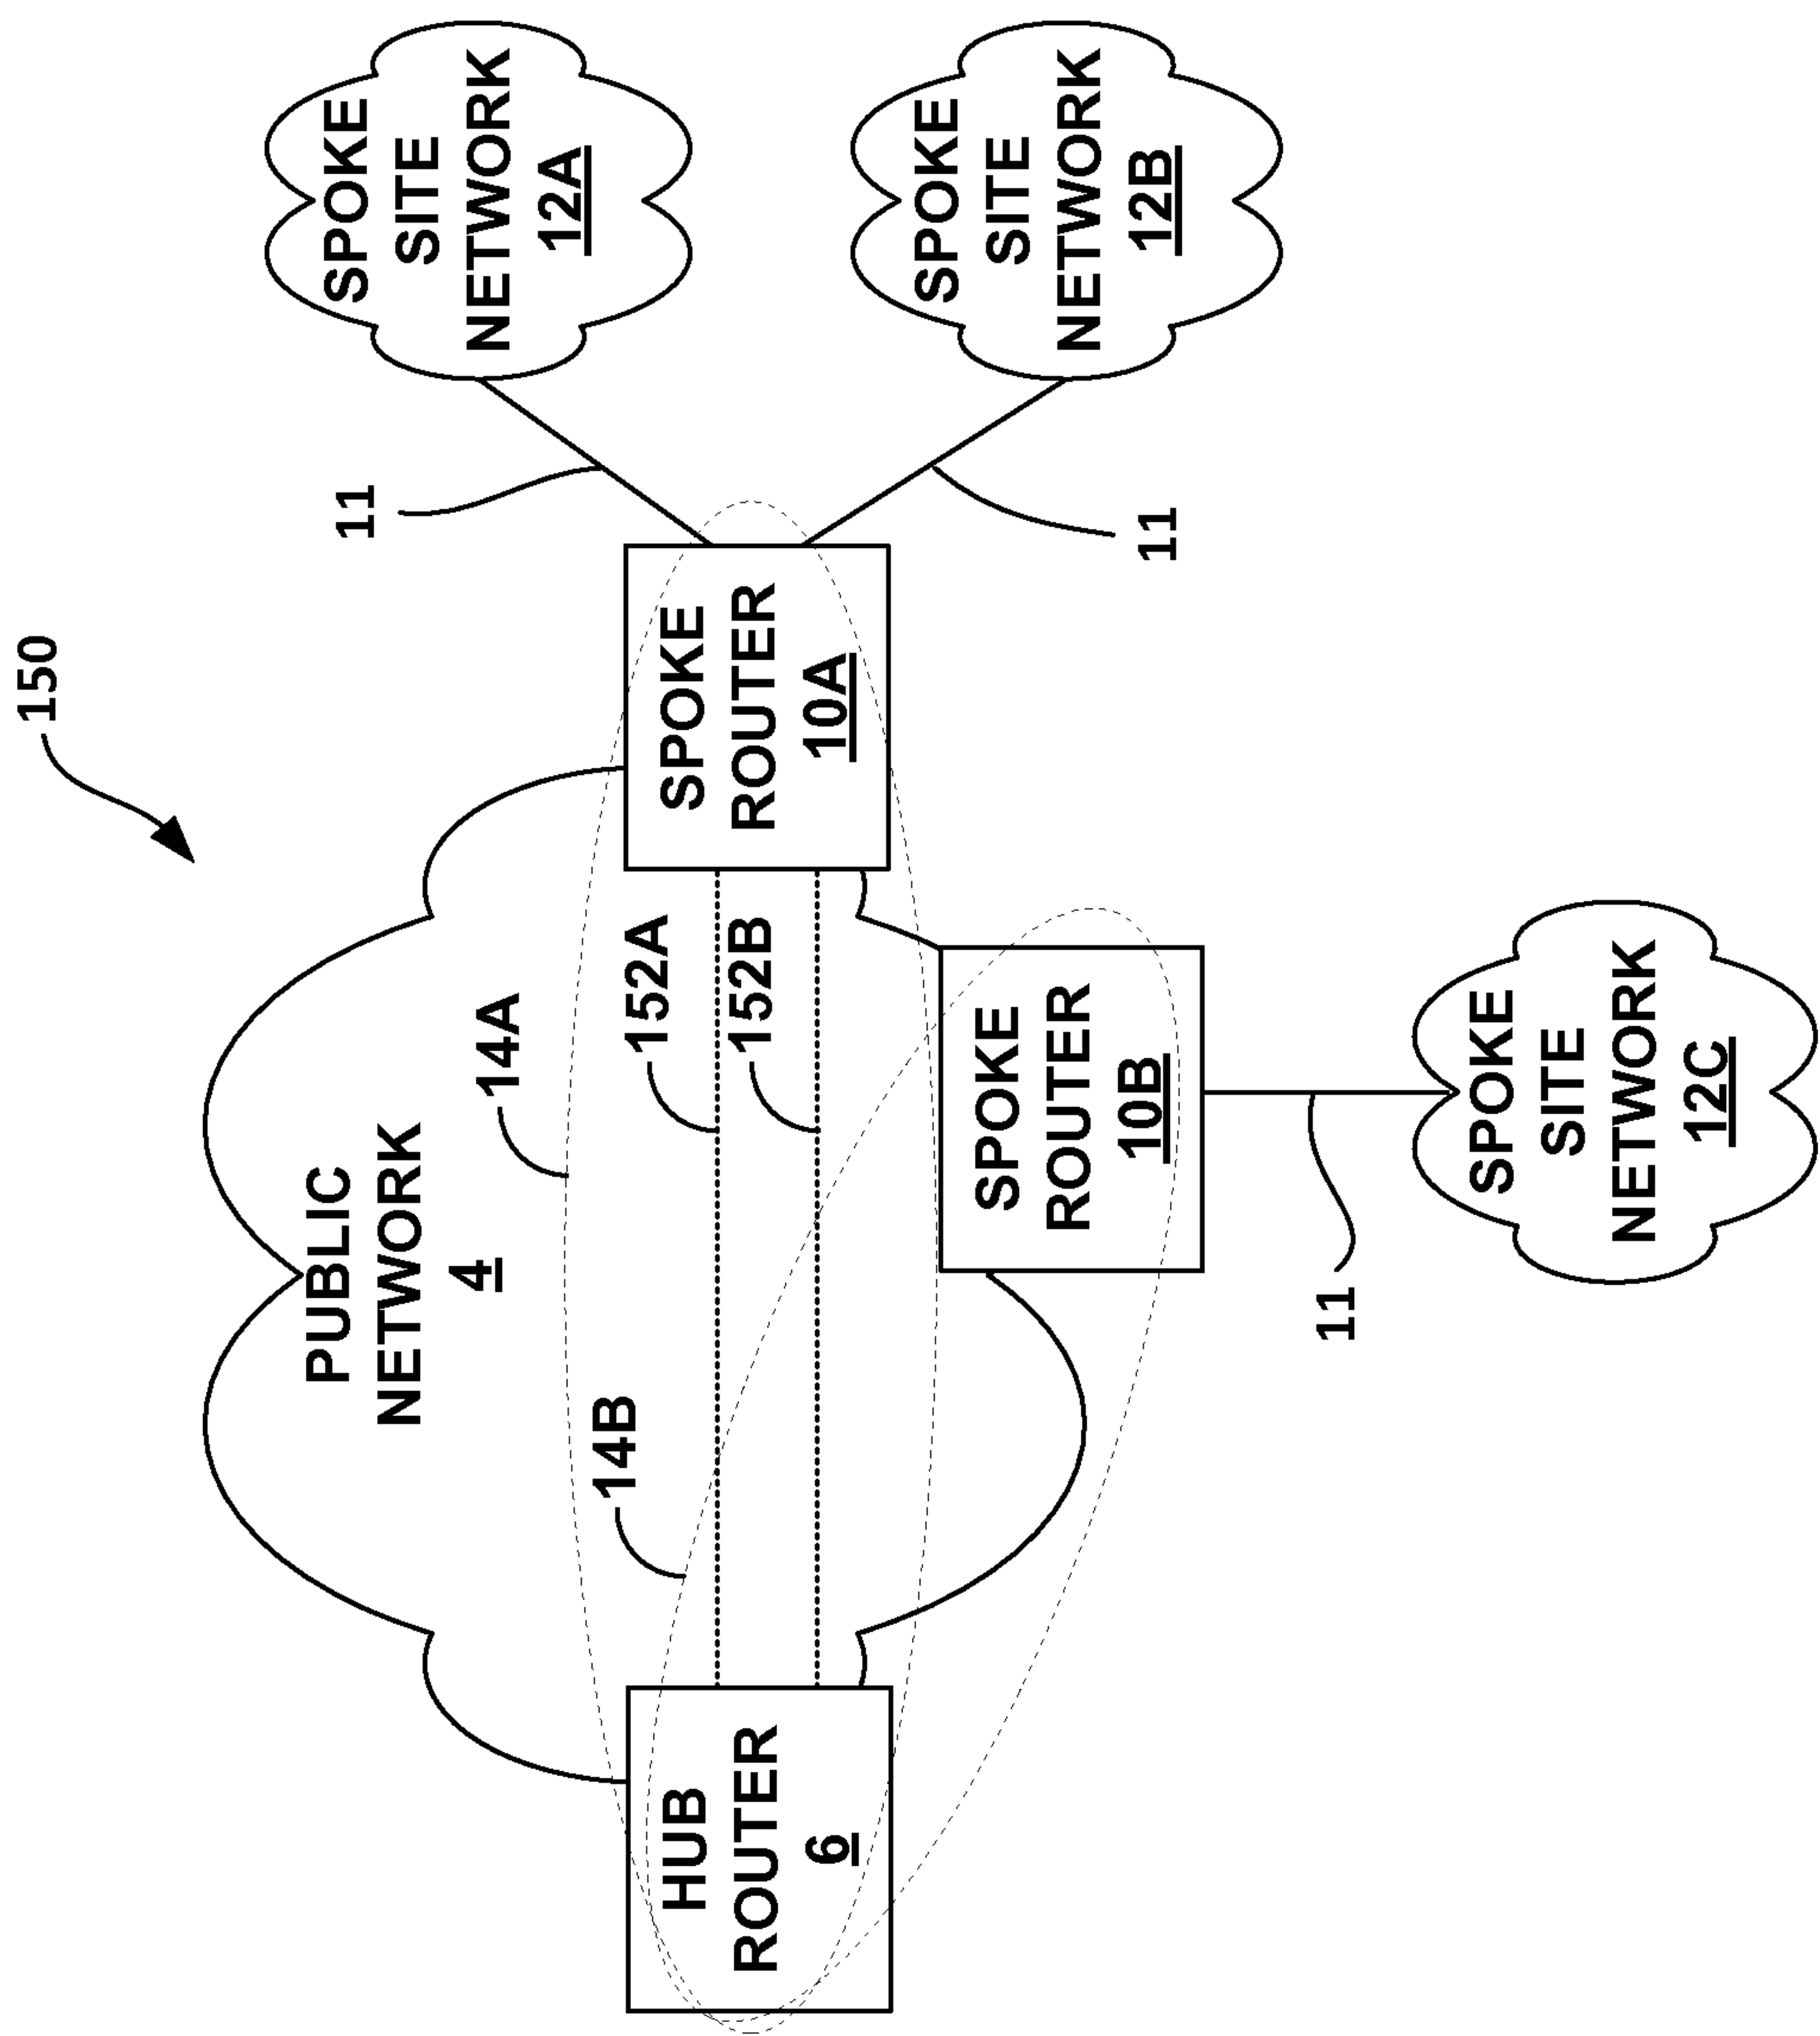 150
PUBLIC
NETWORK
4
14A
14B
152A
152B
HUB
ROUTER
6
SPOKE
ROUTER
10A
SPOKE
ROUTER
10B
11
11
11
SPOKE
SITE
NETWORK
12A
SPOKE
SITE
NETWORK
12B
SPOKE
SITE
NETWORK
12C